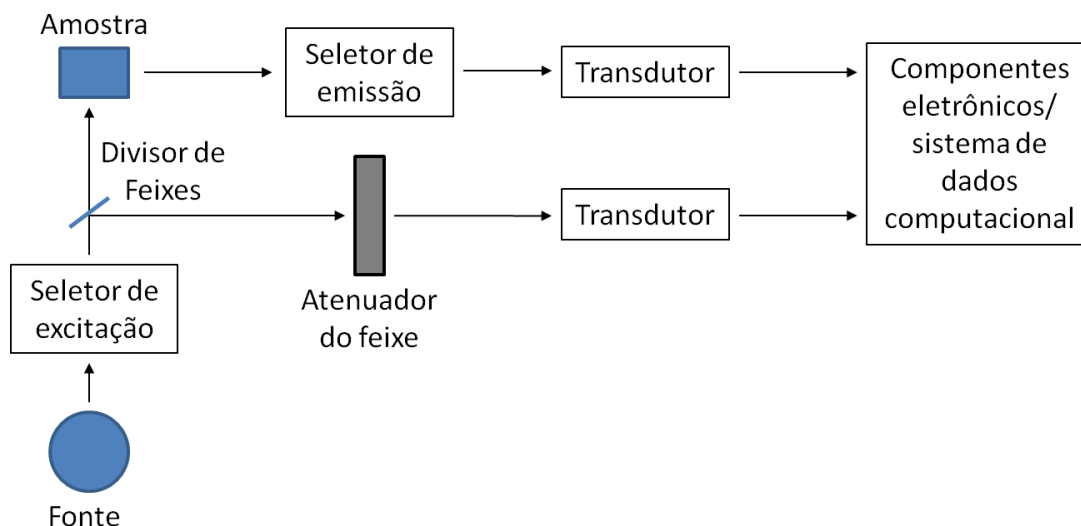 Amostra
Seletor de
emissão
Transdutor
Componentes
eletrônicos/
sistema de
dados
computacional
Divisor de
Feixes
Transdutor
Seletor de
excitação
Atenuador
do feixe
Fonte